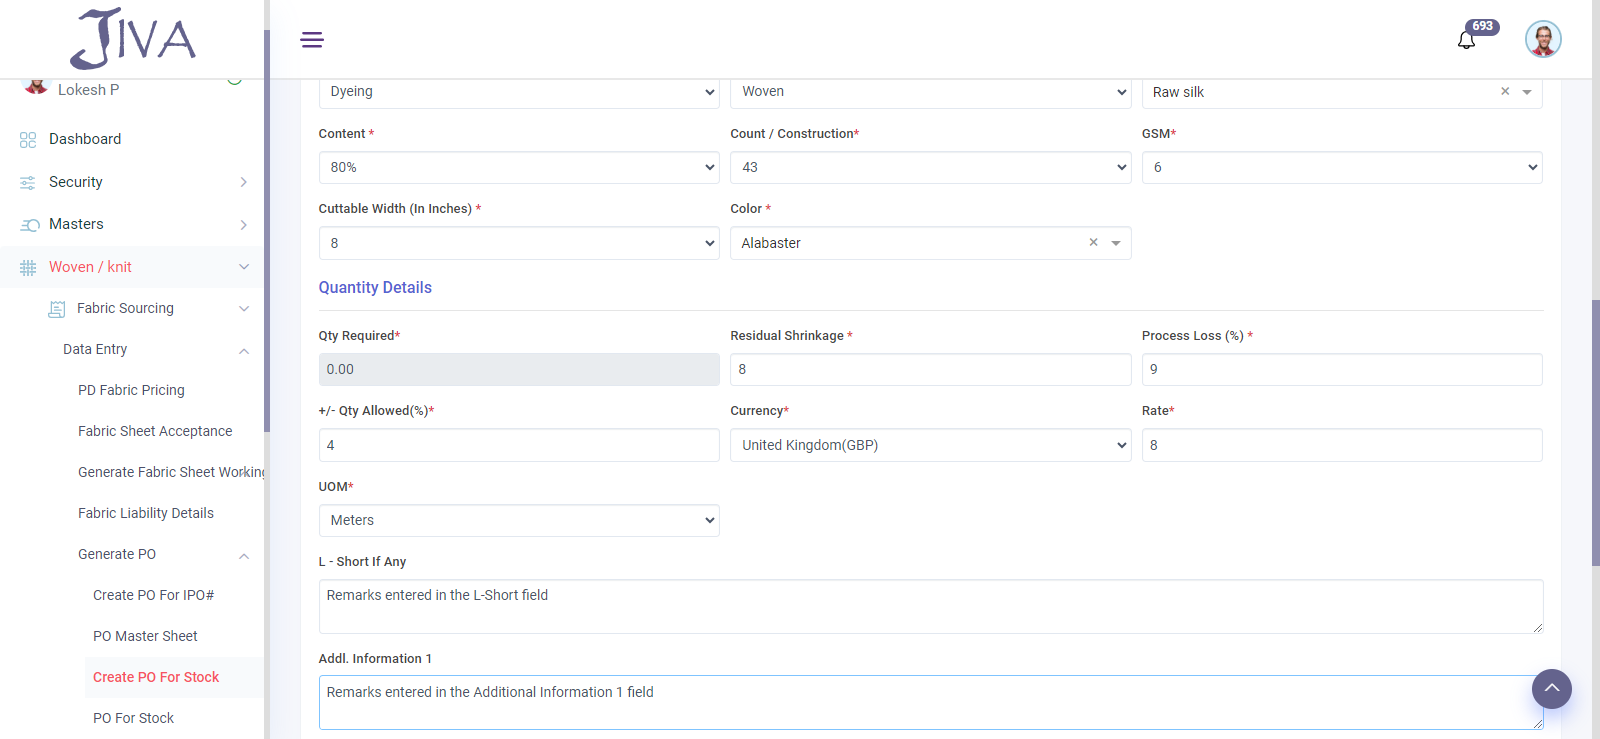 JIVA
693
Lokesh P
Dashboard
Security
Masters
Woven / knit
Fabric Sourcing
Data Entry
PD Fabric Pricing
Fabric Sheet Acceptance
Generate Fabric Sheet Working
Fabric Liability Details
Generate PO
Create PO For IPO#
PO Master Sheet
Create PO For Stock
PO For Stock
Dyeing
Woven
Raw silk
×
Content *
Count / Construction*
GSM*
80%
43
6
Cuttable Width (In Inches) *
Color *
8
Alabaster
×
Quantity Details
Qty Required*
Residual Shrinkage *
Process Loss (%) *
0.00
8
9
+/- Qty Allowed(%)*
Currency*
Rate*
4
United Kingdom(GBP)
8
UOM*
Meters
L - Short If Any
Remarks entered in the L-Short field
Addl. Information 1
Remarks entered in the Additional Information 1 field